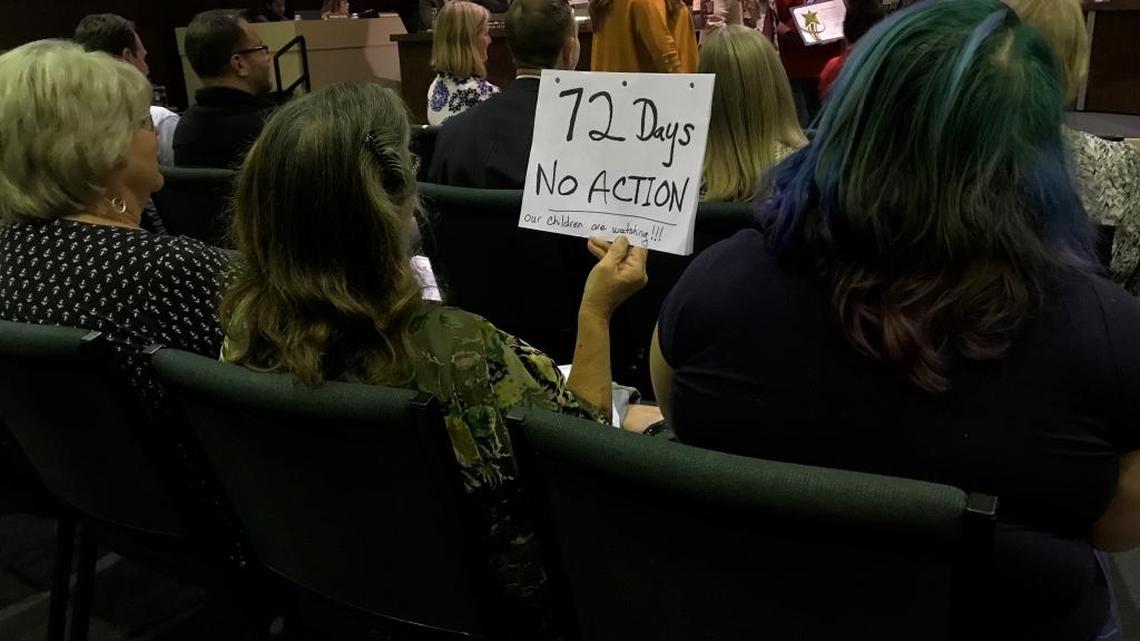 72 Days
NO ACTION
our children are watching!!!